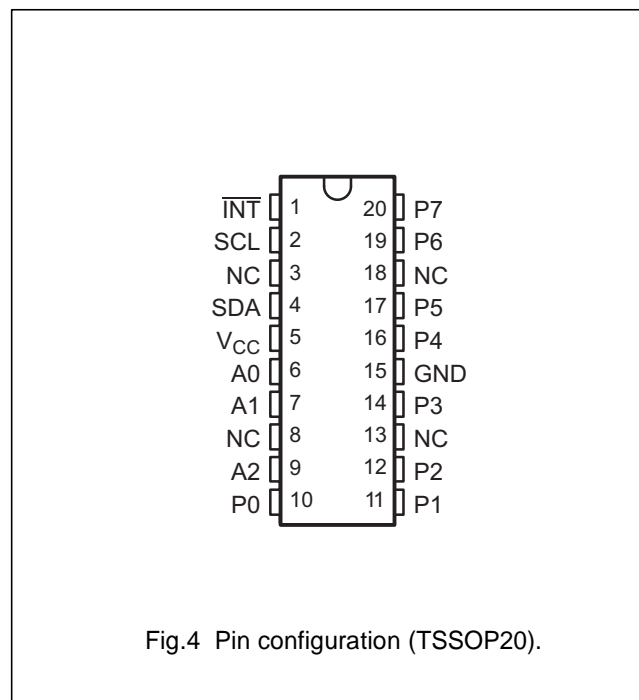 I̅N̅T̅ 1 20 P7
SCL 2 19 P6
NC 3 18 NC
SDA 4 17 P5
VCC 5 16 P4
A0 6 15 GND
A1 7 14 P3
NC 8 13 NC
A2 9 12 P2
P0 10 11 P1
Fig.4 Pin configuration (TSSOP20).